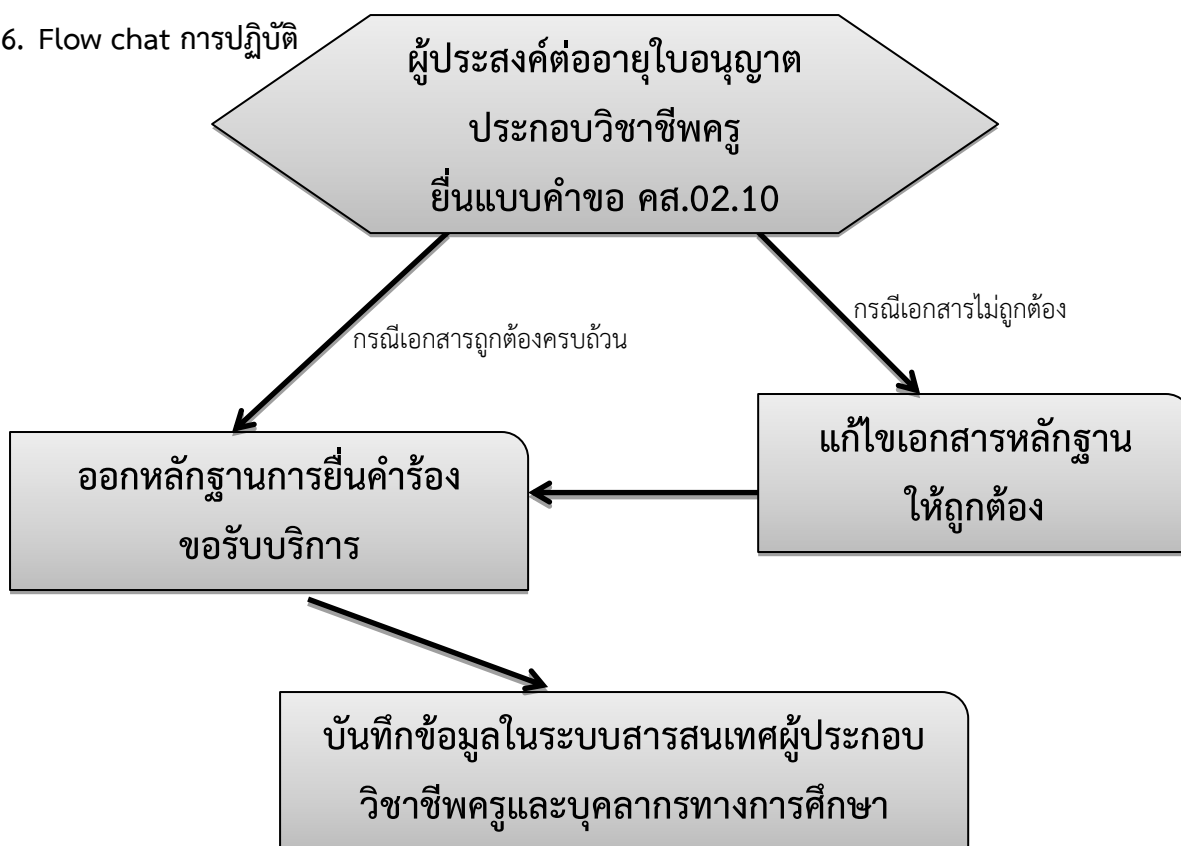 6. Flow chat การปฏิบัติ
ผู้ประสงค์ต่ออายุใบอนุญาต
ประกอบวิชาชีพครู
ยื่นแบบคำขอ คส.02.10
กรณีเอกสารไม่ถูกต้อง
กรณีเอกสารถูกต้องครบถ้วน
แก้ไขเอกสารหลักฐาน
ให้ถูกต้อง
ออกหลักฐานการยื่นคำร้อง
ขอรับบริการ
บันทึกข้อมูลในระบบสารสนเทศผู้ประกอบ
วิชาชีพครูและบุคลากรทางการศึกษา